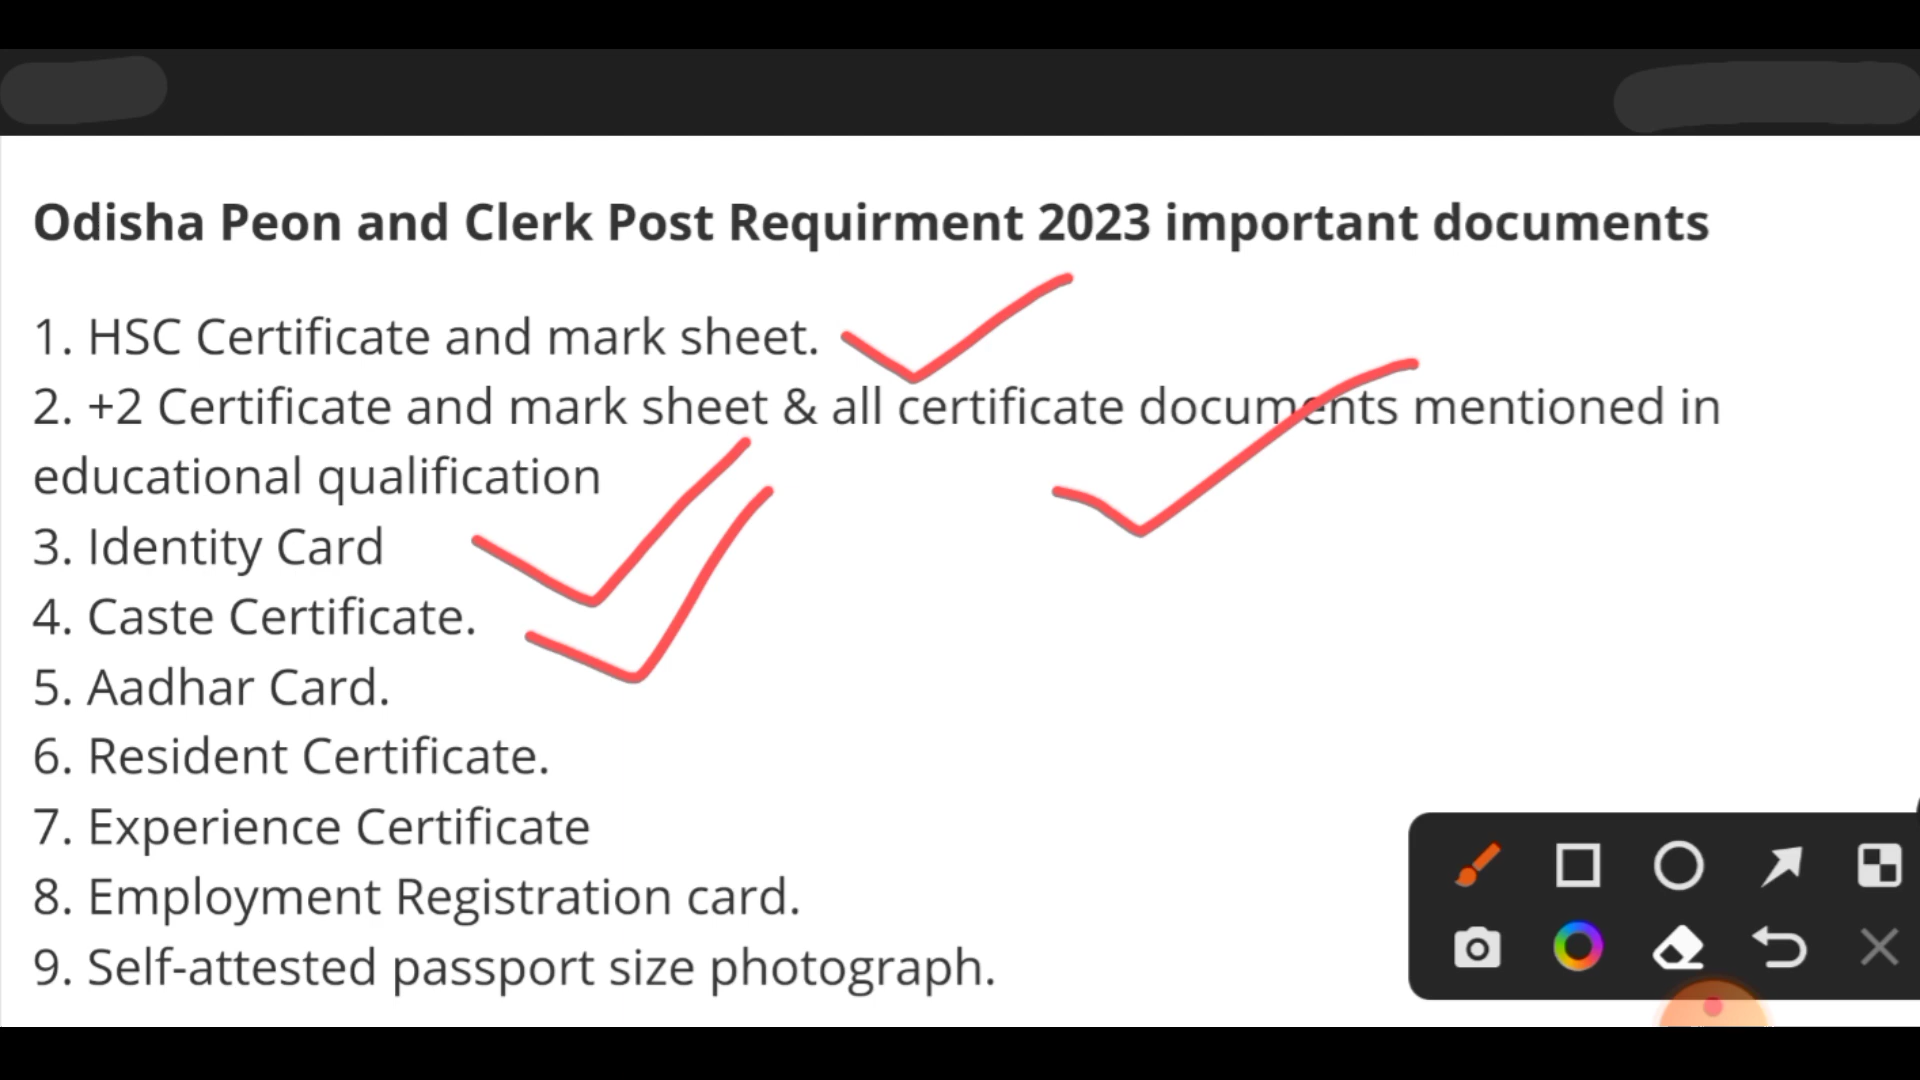 Odisha Peon and Clerk Post Requirment 2023 important documents
1. HSC Certificate and mark sheet.
2. +2 Certificate and mark sheet & all certificate documents mentioned in
educational qualification
3. Identity Card
4. Caste Certificate.
5. Aadhar Card.
6. Resident Certificate.
7. Experience Certificate
8. Employment Registration card.
9. Self-attested passport size photograph.